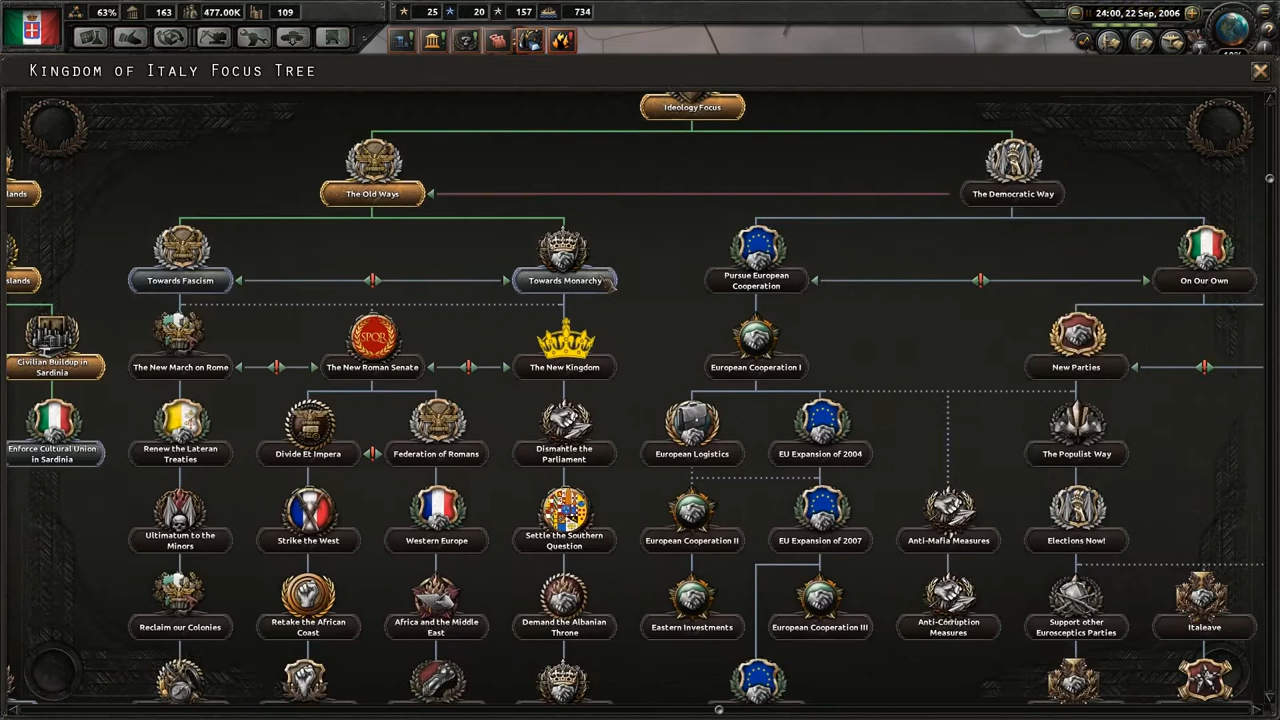 63%
163
477.00K
109
25
20
157
734
24:00, 22 Sep, 2006
Kingdom of Italy Focus Tree
Ideology Focus
lands
The Old Ways
The Democratic Way
slands
Towards Fascism
Towards Monarchy
Pursue European
Cooperation
On Our Own
Civilian Buildup in
Sardinia
The New March on Rome
SPQR
The New Roman Senate
The New Kingdom
European Cooperation I
New Parties
Enforce Cultural Union
in Sardinia
Renew the Lateran
Treaties
Divide Et Impera
Federation of Romans
Dismantle the
Parliament
European Logistics
EU Expansion of 2004
The Populist Way
Ultimatum to the
Minors
Strike the West
Western Europe
Settle the Southern
Question
European Cooperation II
EU Expansion of 2007
Anti-Mafia Measures
Elections Now!
Reclaim our Colonies
Retake the African
Coast
Africa and the Middle
East
Demand the Albanian
Throne
Eastern Investments
European Cooperation III
Anti-Corruption
Measures
Support other
Eurosceptic Parties
Italeave